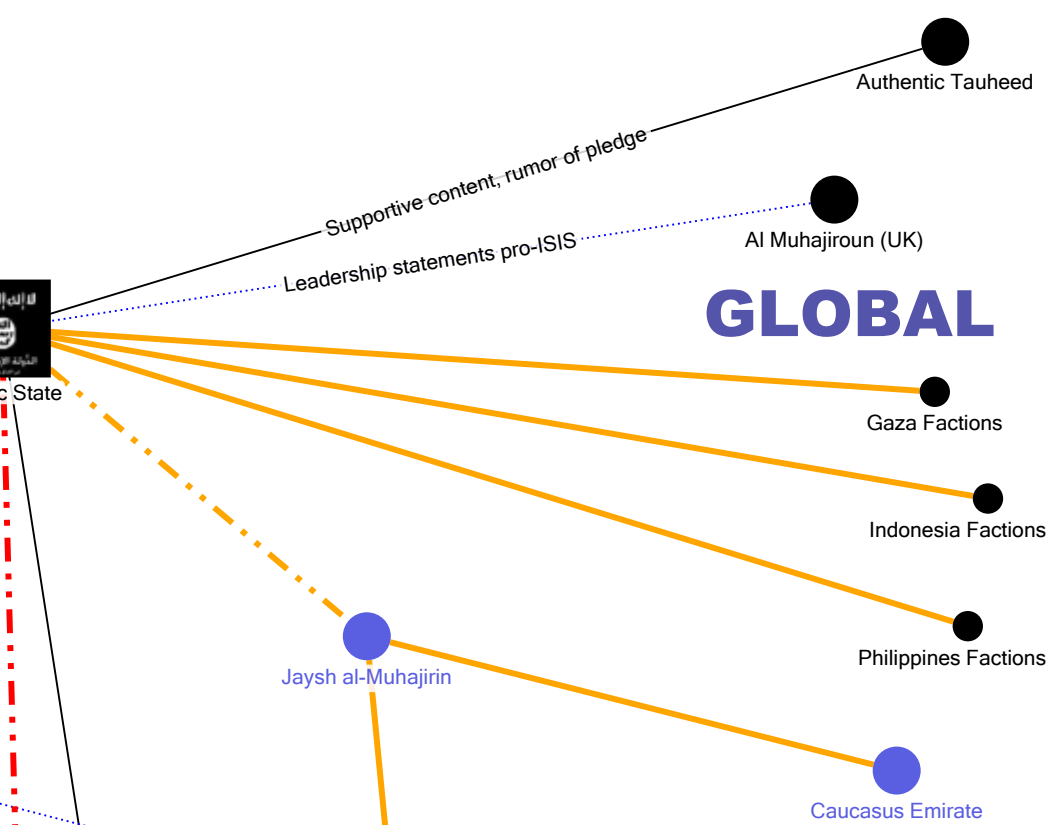 Authentic Tauheed
Supportive content, rumor of pledge
Al Muhajiroun (UK)
Leadership statements pro-ISIS
GLOBAL
c State
Gaza Factions
Indonesia Factions
Philippines Factions
Jaysh al-Muhajirin
Caucasus Emirate